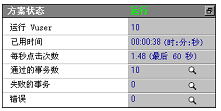 方案状态 运行
运行 Vuser 10
已用时间 00:00:38 (时:分:秒)
每秒点击次数 1.48 (最后 60 秒)
通过的事务数 10
失败的事务 0
错误 0